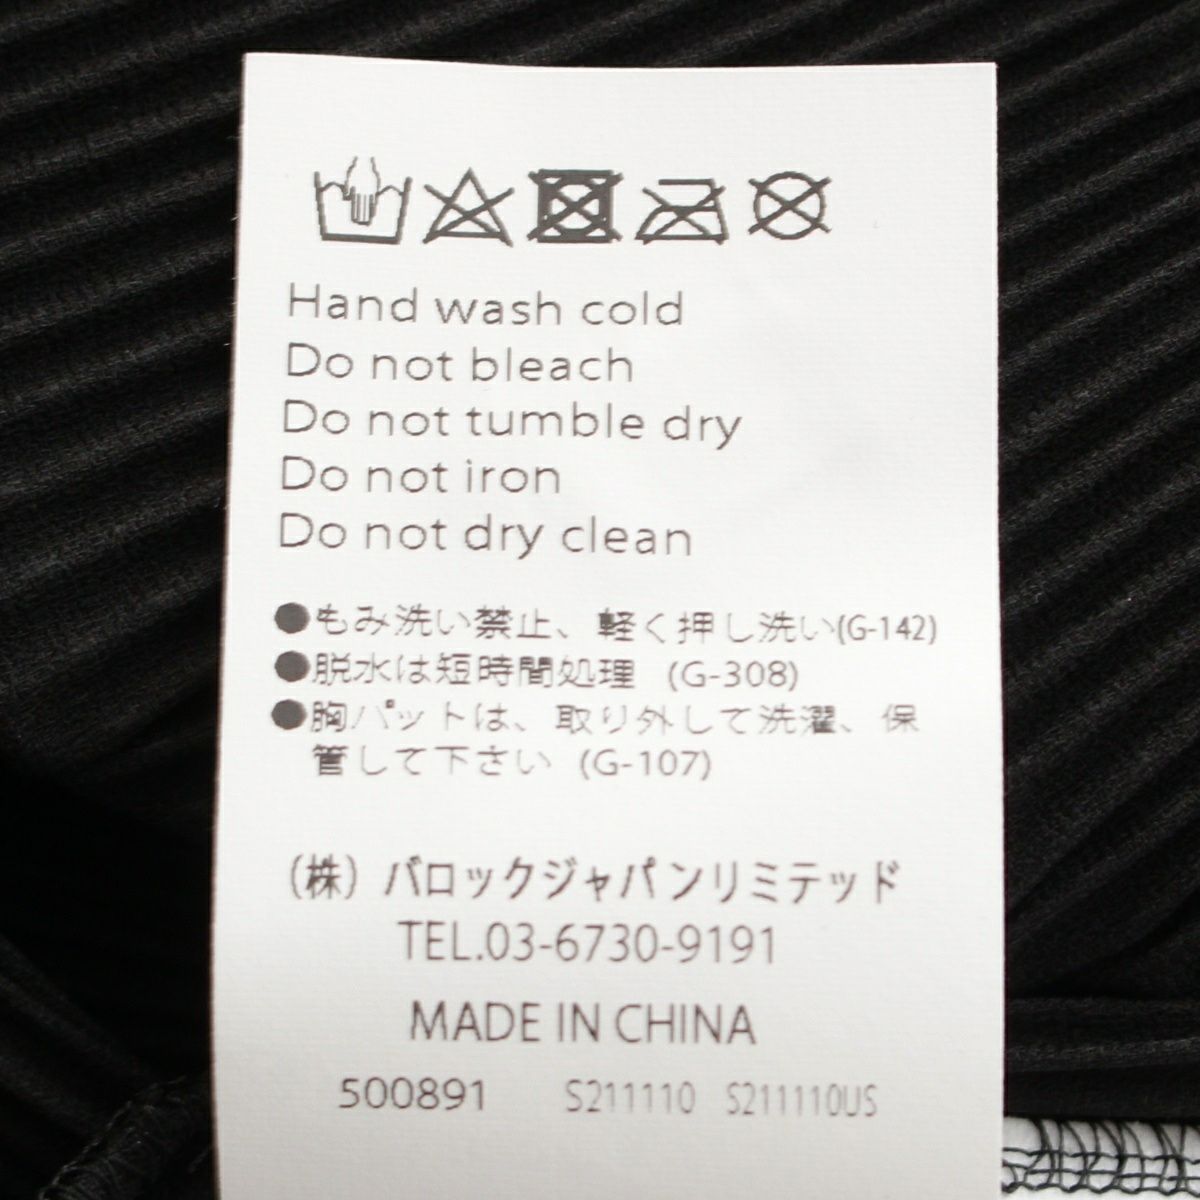 Hand wash cold
Do not bleach
Do not tumble dry
Do not iron
Do not dry clean
●もみ洗い禁止、軽く押し洗い(G-142)
●脱水は短時間処理 (G-308)
●胸パットは、取り外して洗濯、保
管して下さい (G-107)
（株）バロックジャパンリミテッド
TEL.03-6730-9191
MADE IN CHINA
500891 S211110 S211110US